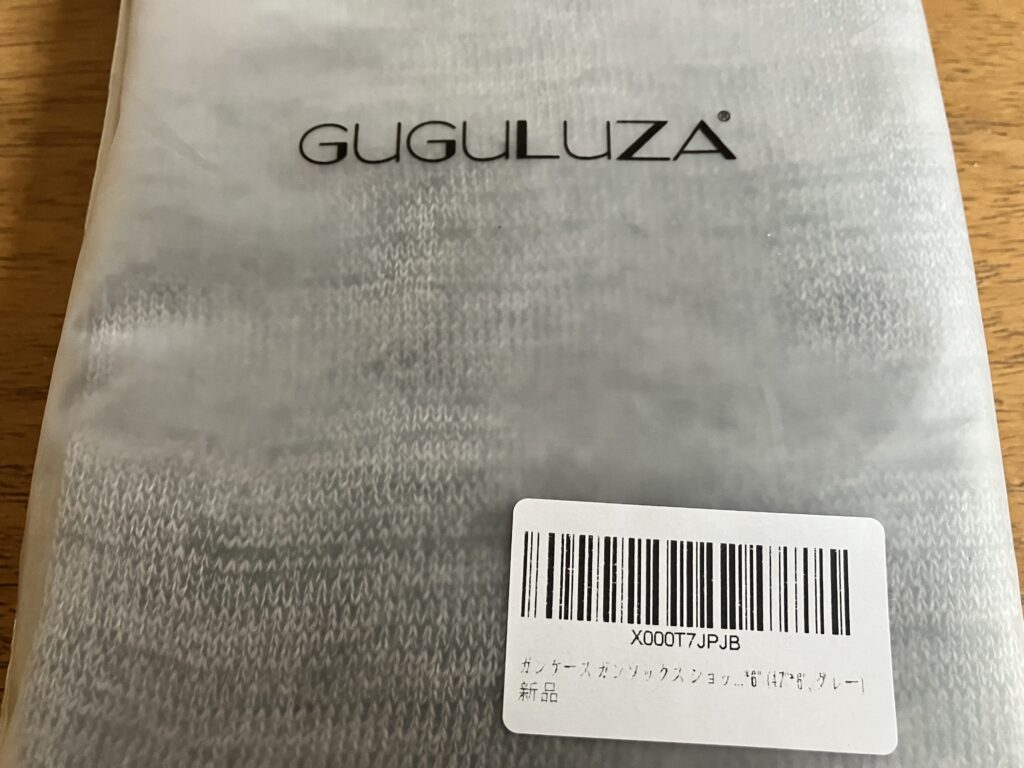 GUGULUZA®
X000T7JPJB
ガンケース ガンソックス ショッ...*6" (47"*6", グレー)
新品